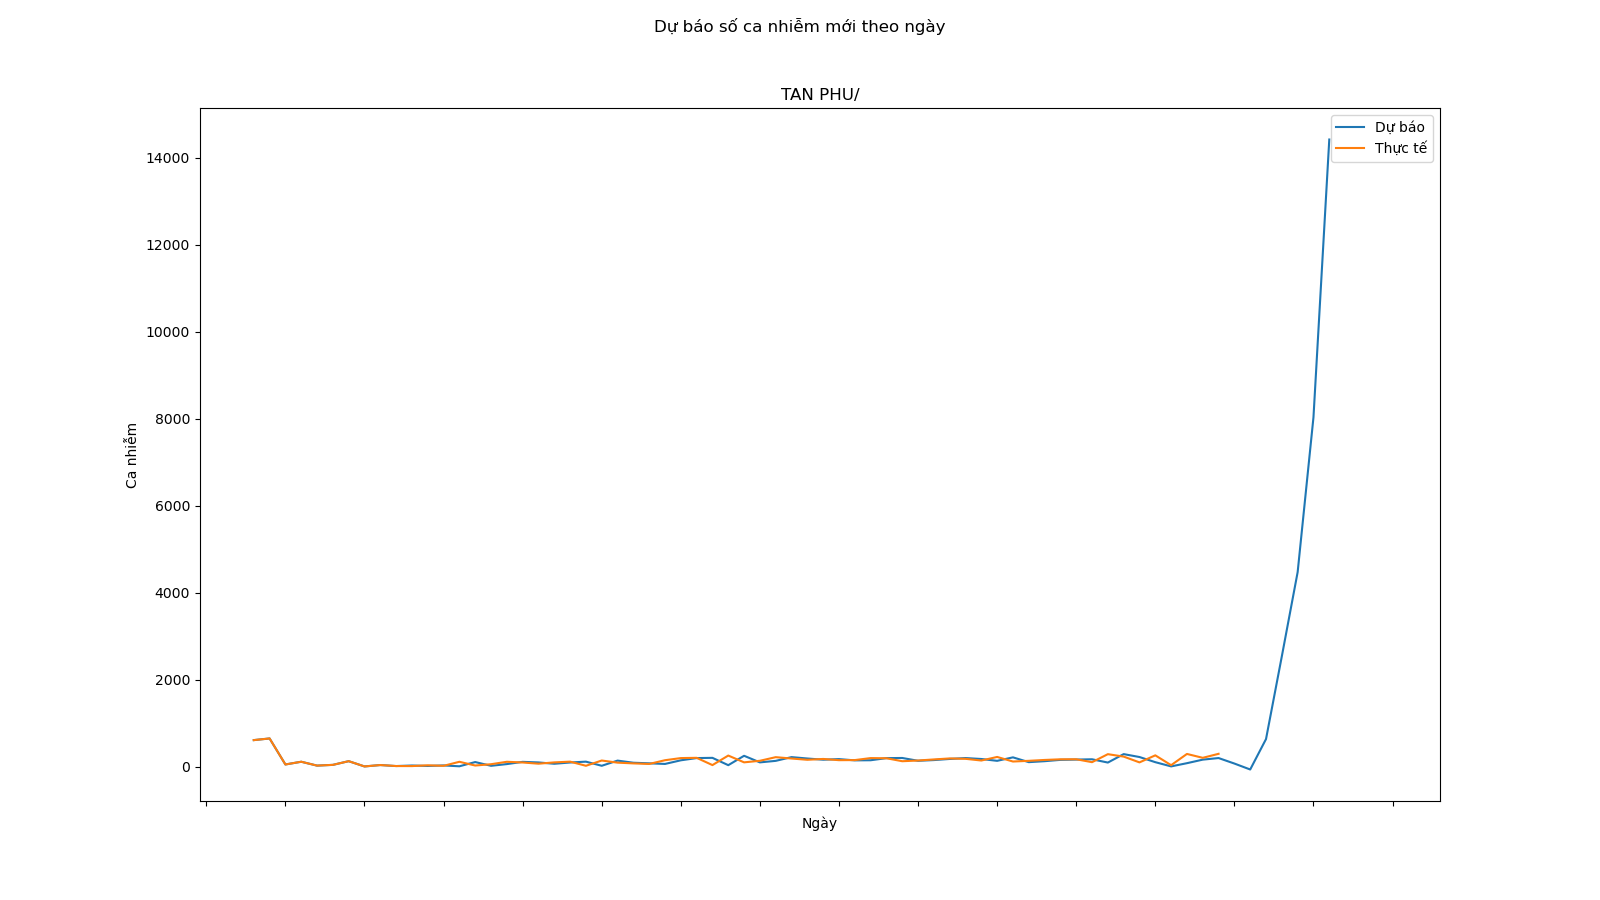 Dự báo số ca nhiễm mới theo ngày
TAN PHU/
Dự báo
Thực tế
14000
12000
10000
8000
6000
4000
2000
0
Ca nhiễm
Ngày